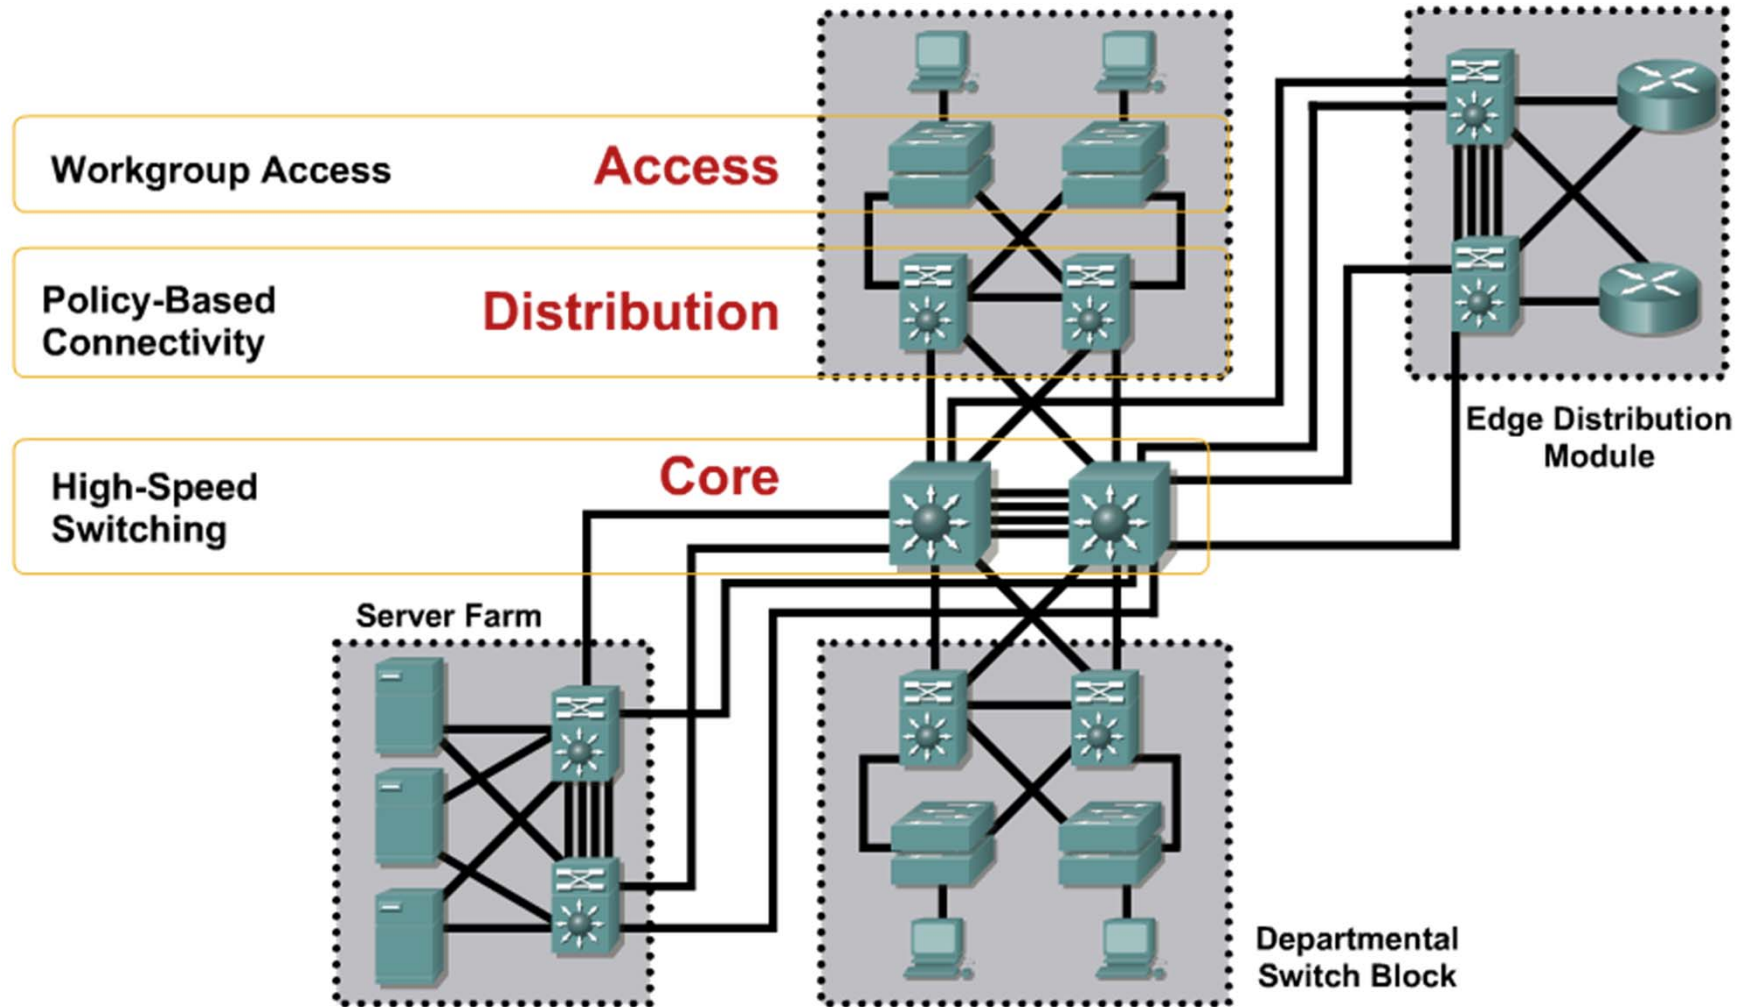 Workgroup Access
Access
Policy-Based
Connectivity
Distribution
Edge Distribution
Module
High-Speed
Switching
Core
Server Farm
Departmental
Switch Block